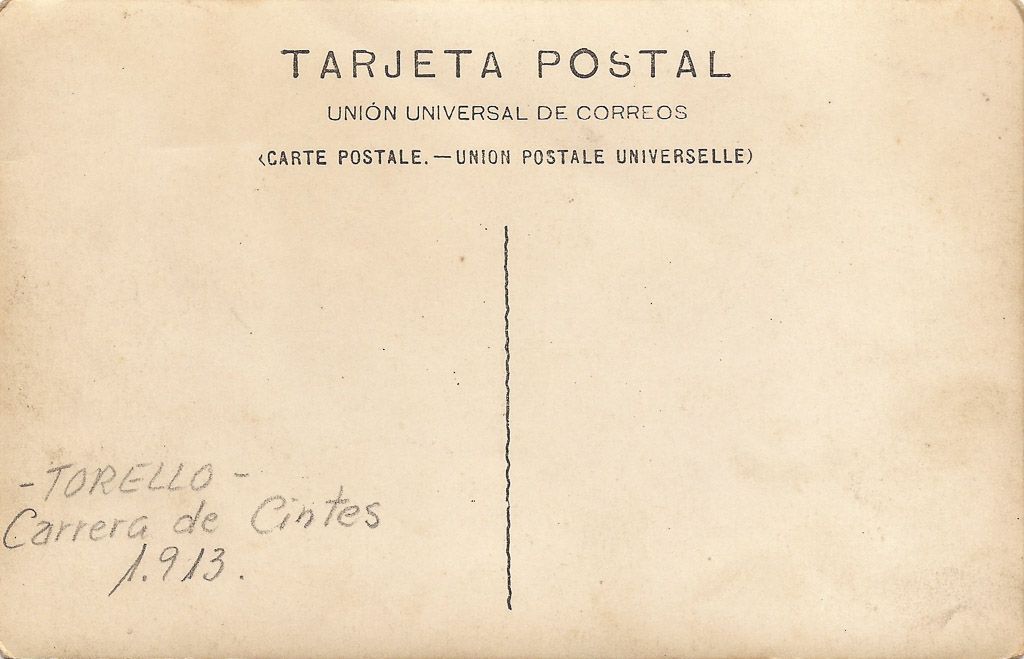 TARJETA POSTAL
UNIÓN UNIVERSAL DE CORREOS
(CARTE POSTALE.—UNION POSTALE UNIVERSELLE)
-TORELLO-
Carrera de Cintes
1.913.